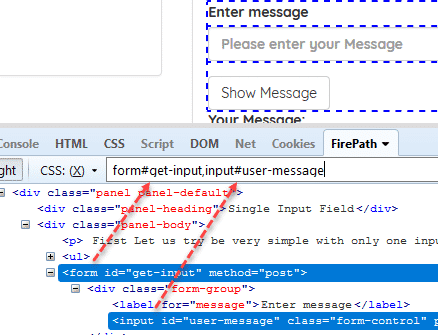 Enter message
Please enter your Message
Show Message
Your Message:
Console HTML CSS Script DOM Net Cookies FirePath
CSS: (X) form#get-input,input#user-message
<div class="panel panel-default">
<div class="panel-heading">Single Input Field</div>
<div class="panel-body">
<p> First Let us try be very simple with only one inpu
<ul>
<form id="get-input" method="post">
<div class="form-group">
<label for="message">Enter message</label>
<input id="user-message" class="form-control" p